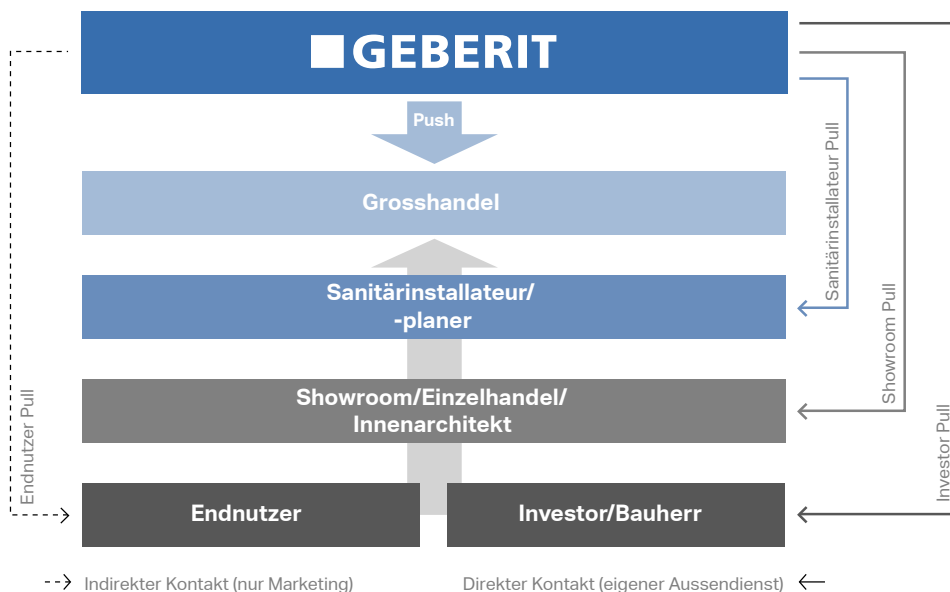 GEBERIT
Push
Grosshandel
Sanitärinstallateur/
-planer
Showroom/Einzelhandel/
Innenarchitekt
Endnutzer
Investor/Bauherr
Endnutzer Pull
Sanitärinstallateur Pull
Showroom Pull
Investor Pull
Indirekter Kontakt (nur Marketing)
Direkter Kontakt (eigener Aussendienst)